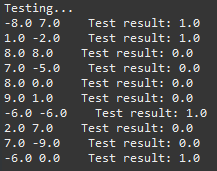 Testing...
-8.0 7.0    Test result: 1.0
1.0 -2.0    Test result: 1.0
8.0 8.0    Test result: 0.0
7.0 -5.0    Test result: 0.0
8.0 0.0    Test result: 0.0
9.0 1.0    Test result: 0.0
-6.0 -6.0    Test result: 1.0
2.0 7.0    Test result: 0.0
7.0 -9.0    Test result: 0.0
-6.0 0.0    Test result: 1.0